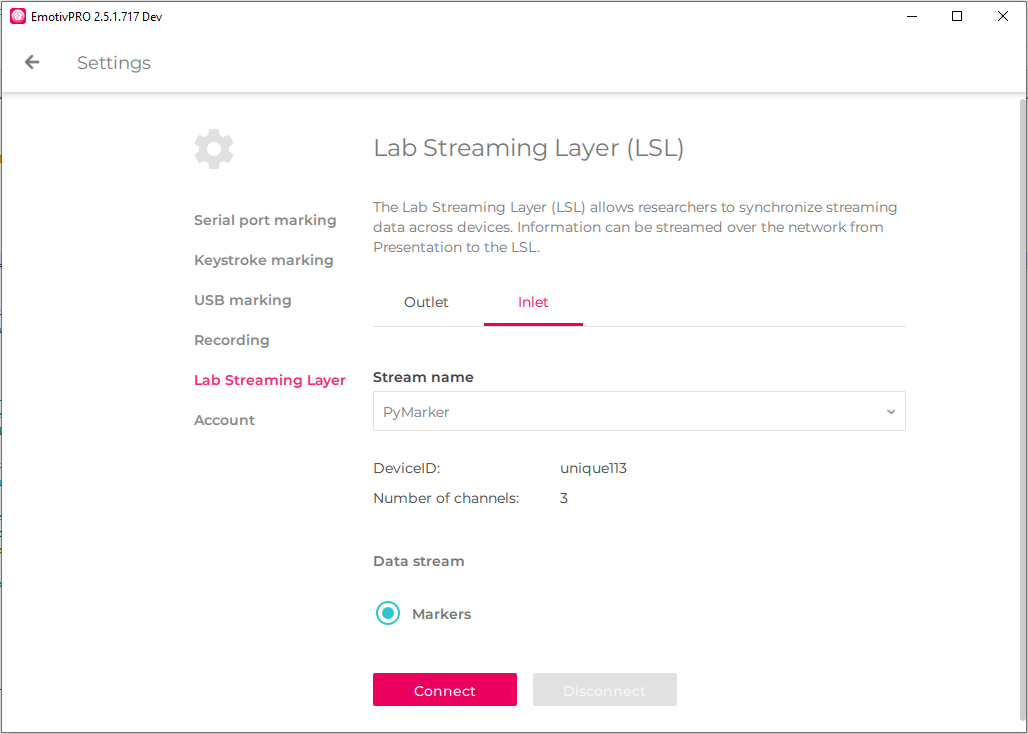 EmotivPRO 2.5.1.717 Dev
Settings
Lab Streaming Layer (LSL)
The Lab Streaming Layer (LSL) allows researchers to synchronize streaming
data across devices. Information can be streamed over the network from
Presentation to the LSL.
Serial port marking
Keystroke marking
USB marking
Recording
Lab Streaming Layer
Account
Outlet Inlet
Stream name
PyMarker
DeviceID: unique113
Number of channels: 3
Data stream
Markers
Connect Disconnect